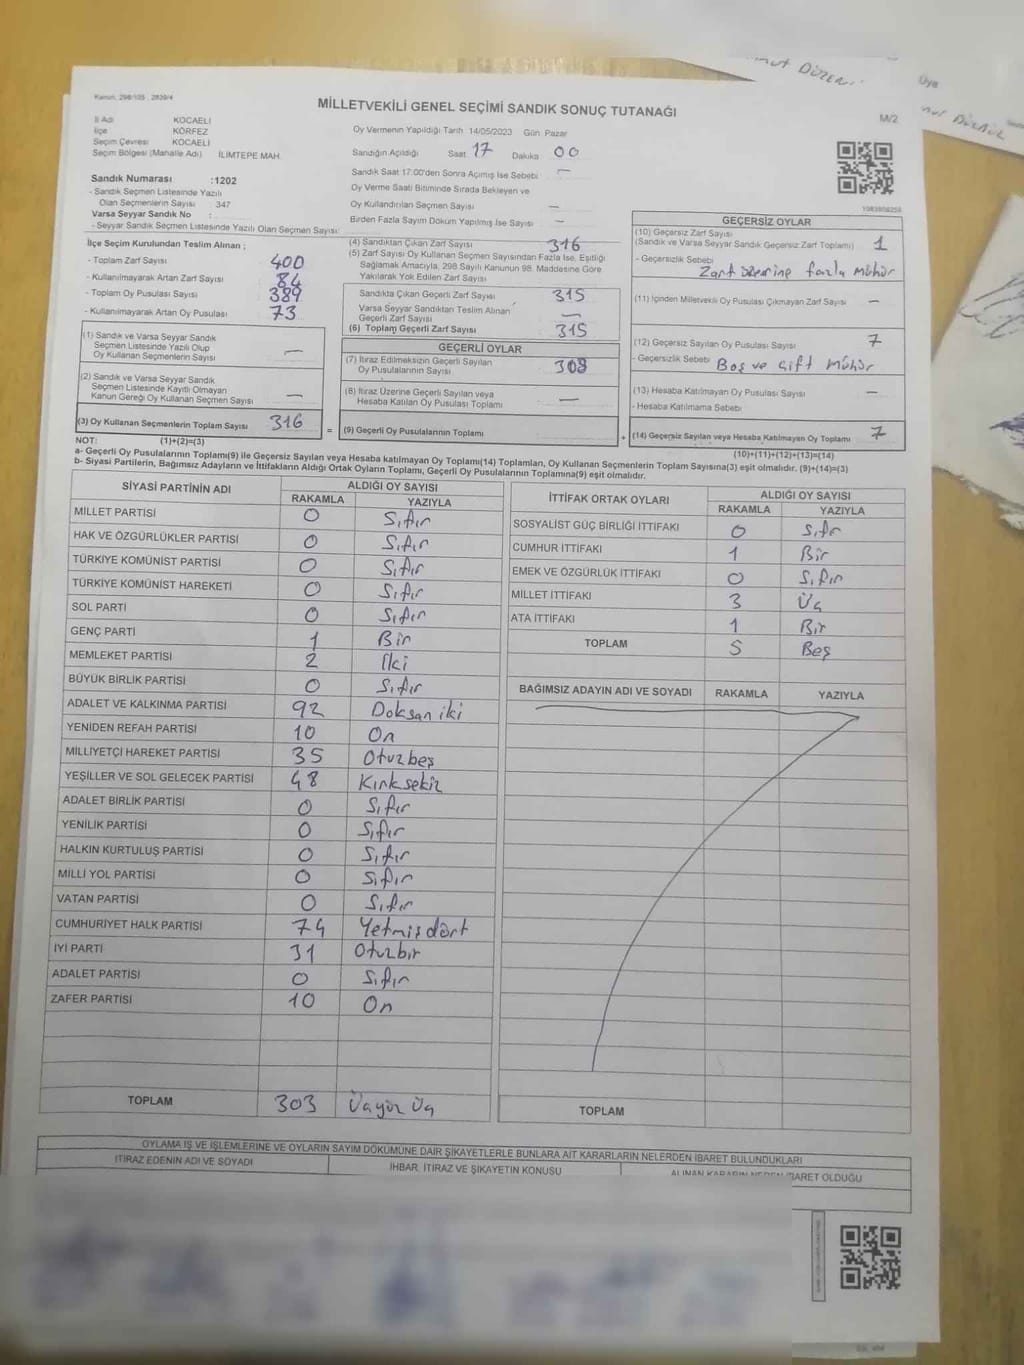 MUT DÜZEN
Üye
Kanun: 298/105 , 2839/4
MİLLETVEKİLİ GENEL SEÇİMİ SANDIK SONUÇ TUTANAĞI
M/2
İl Adı KOCAELİ
İlçe KÖRFEZ
Seçim Çevresi KOCAELİ
Seçim Bölgesi (Mahalle Adı) İLİMTEPE MAH.
Oy Vermenin Yapıldığı Tarih 14/05/2023 Gün: Pazar
Sandığın Açıldığı Saat 17 Dakika 00
Sandık Saat 17:00'den Sonra Açımış İse Sebebi —
Oy Verme Saati Bitiminde Sırada Bekleyen ve
Oy Kullandırılan Seçmen Sayısı —
Birden Fazla Sayım Döküm Yapılmış İse Sayısı —
Sandık Numarası :1202
- Sandık Seçmen Listesinde Yazılı
Olan Seçmenlerin Sayısı : 347
Varsa Seyyar Sandık No :
- Seyyar Sandık Seçmen Listesinde Yazılı Olan Seçmen Sayısı:
İlçe Seçim Kurulundan Teslim Alınan ;
- Toplam Zarf Sayısı 400
- Kullanılmayarak Artan Zarf Sayısı 84
- Toplam Oy Pusulası Sayısı 389
- Kullanılmayarak Artan Oy Pusulası 73
(1) Sandık ve Varsa Seyyar Sandık
Seçmen Listesinde Yazılı Olup
Oy Kullanan Seçmenlerin Sayısı —
(2) Sandık ve Varsa Seyyar Sandık
Seçmen Listesinde Kayıtlı Olmayan
Kanun Gereği Oy Kullanan Seçmen Sayısı —
(3) Oy Kullanan Seçmenlerin Toplam Sayısı 316 =
(4) Sandıktan Çıkan Zarf Sayısı 316
(5) Zarf Sayısı Oy Kullanan Seçmen Sayısından Fazla İse, Eşitliği
Sağlamak Amacıyla, 298 Sayılı Kanunun 98. Maddesine Göre
Yakılarak Yok Edilen Zarf Sayısı
Sandıkta Çıkan Geçerli Zarf Sayısı 315
Varsa Seyyar Sandıktan Teslim Alınan
Geçerli Zarf Sayısı —
(6) Toplam Geçerli Zarf Sayısı 315
GEÇERLİ OYLAR
(7) İtiraz Edilmeksizin Geçerli Sayılan
Oy Pusulalarının Sayısı 308
(8) İtiraz Üzerine Geçerli Sayılan veya
Hesaba Katılan Oy Pusulası Toplamı —
(9) Geçerli Oy Pusulalarının Toplamı +
GEÇERSİZ OYLAR
(10) Geçersiz Zarf Sayısı
(Sandık ve Varsa Seyyar Sandık Geçersiz Zarf Toplamı) 1
- Geçersizlik Sebebi
Zarf üzerine fazla mühür
(11) İçinden Milletvekili Oy Pusulası Çıkmayan Zarf Sayısı —
(12) Geçersiz Sayılan Oy Pusulası Sayısı 7
- Geçersizlik Sebebi Boş ve Çift Mühür
(13) Hesaba Katılmayan Oy Pusulası Sayısı —
- Hesaba Katılmama Sebebi
(14) Geçersiz Sayılan veya Hesaba Katılmayan Oy Toplamı 7
NOT: (1)+(2)=(3) (10)+(11)+(12)+(13)=(14)
a- Geçerli Oy Pusulalarının Toplamı(9) ile Geçersiz Sayılan veya Hesaba Katılmayan Oy Toplamı(14) Toplamları, Oy Kullanan Seçmenlerin Toplam Sayısına(3) eşit olmalıdır. (9)+(14)=(3)
b- Siyasi Partilerin, Bağımsız Adayların ve İttifakların Aldığı Ortak Oyların Toplamı, Geçerli Oy Pusulalarının Toplamına(9) eşit olmalıdır.
SİYASİ PARTİNİN ADI ALDIĞI OY SAYISI
RAKAMLA YAZIYLA
MİLLET PARTİSİ 0 Sıfır
HAK VE ÖZGÜRLÜKLER PARTİSİ 0 Sıfır
TÜRKİYE KOMÜNİST PARTİSİ 0 Sıfır
TÜRKİYE KOMÜNİST HAREKETİ 0 Sıfır
SOL PARTİ 0 Sıfır
GENÇ PARTİ 1 Bir
MEMLEKET PARTİSİ 2 İki
BÜYÜK BİRLİK PARTİSİ 0 Sıfır
ADALET VE KALKINMA PARTİSİ 92 Doksan iki
YENİDEN REFAH PARTİSİ 10 On
MİLLİYETÇİ HAREKET PARTİSİ 35 Otuzbeş
YEŞİLLER VE SOL GELECEK PARTİSİ 48 Kırksekiz
ADALET BİRLİK PARTİSİ 0 Sıfır
YENİLİK PARTİSİ 0 Sıfır
HALKIN KURTULUŞ PARTİSİ 0 Sıfır
MİLLİ YOL PARTİSİ 0 Sıfır
VATAN PARTİSİ 0 Sıfır
CUMHURİYET HALK PARTİSİ 74 Yetmiş dört
İYİ PARTİ 31 Otuzbir
ADALET PARTİSİ 0 Sıfır
ZAFER PARTİSİ 10 On
TOPLAM 303 Üçyüz Üç
İTTİFAK ORTAK OYLARI ALDIĞI OY SAYISI
RAKAMLA YAZIYLA
SOSYALİST GÜÇ BİRLİĞİ İTTİFAKI 0 Sıfır
CUMHUR İTTİFAKI 1 Bir
EMEK VE ÖZGÜRLÜK İTTİFAKI 0 Sıfır
MİLLET İTTİFAKI 3 Üç
ATA İTTİFAKI 1 Bir
TOPLAM 5 Beş
BAĞIMSIZ ADAYIN ADI VE SOYADI RAKAMLA YAZIYLA
TOPLAM
OYLAMA İŞ VE İŞLEMLERİNE VE OYLARIN SAYIM DÖKÜMÜNE DAİR ŞİKAYETLERLE BUNLARA AİT KARARLARIN NELERDEN İBARET BULUNDUKLARI
İTİRAZ EDENİN ADI VE SOYADI İHBAR, İTİRAZ VE ŞİKAYETİN KONUSU ALINAN KARARIN NEDEN İBARET OLDUĞU